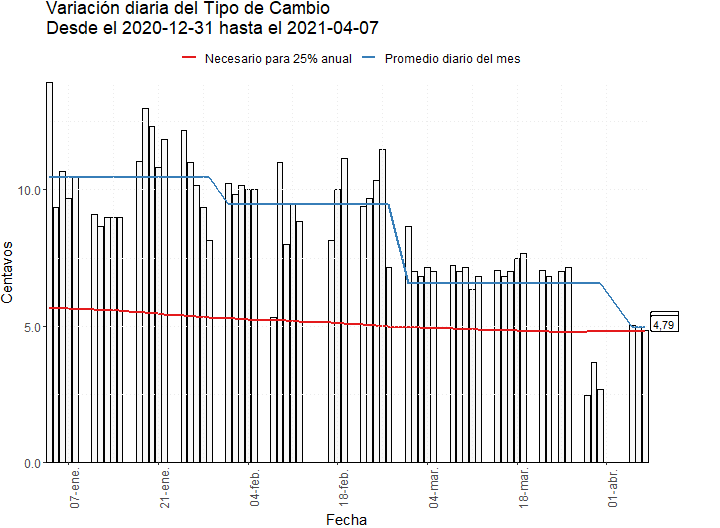 Variación diaria del Tipo de Cambio
Desde el 2020-12-31 hasta el 2021-04-07
Necesario para 25% anual
Promedio diario del mes
Centavos
10.0
5.0
0.0
4,79
07-ene.
21-ene.
04-feb.
18-feb.
04-mar.
18-mar.
01-abr.
Fecha